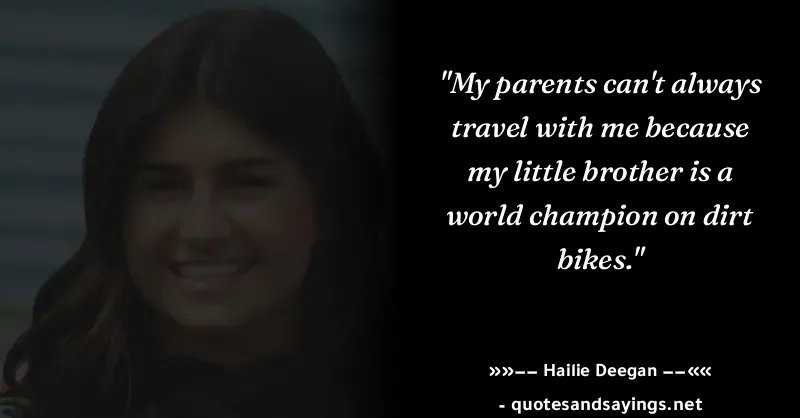 "My parents can't always
travel with me because
my little brother is a
world champion on dirt
bikes."
»»−− Hailie Deegan −−««
- quotesandsayings.net